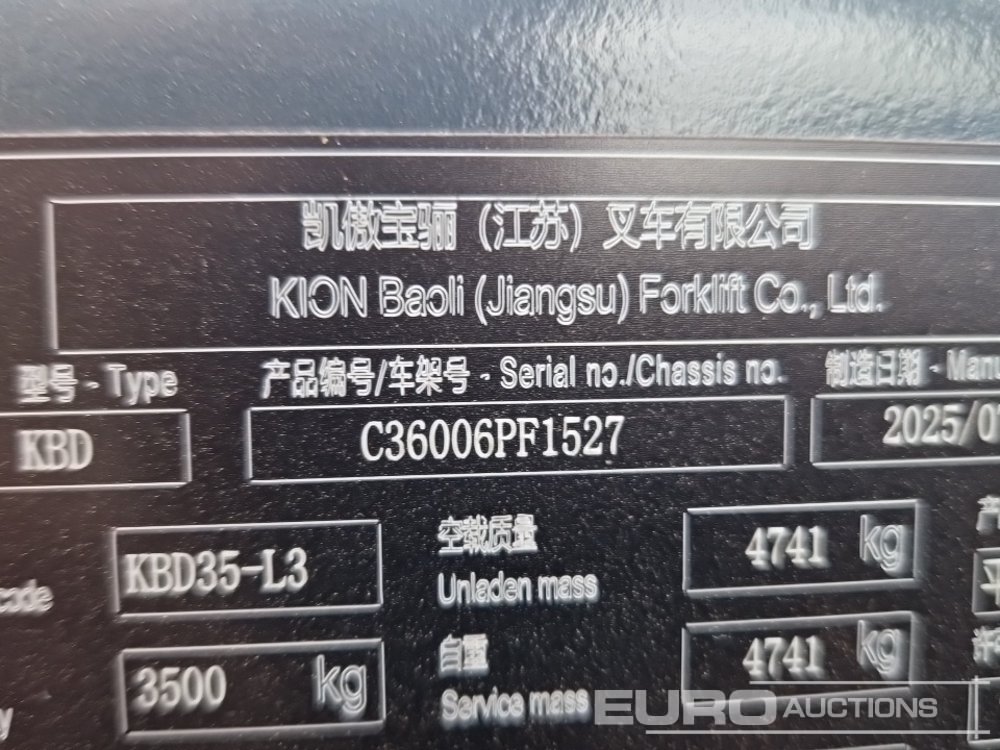 凯傲宝骊（江苏）叉车有限公司
KION Baoli (Jiangsu) Forklift Co., Ltd.
型号 - Type 产品编号/车架号 - Serial no./Chassis no. 制造日期 -
KBD C36006PF1527 2025/0
空载质量
KBD35-L3 Unladen mass 4741 kg
自重
3500 kg Service mass 4741 kg
EURO AUCTIONS